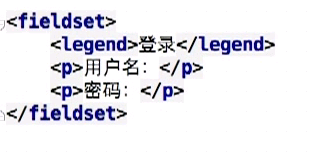 <fieldset>
<legend>登录</legend>
<p>用户名：</p>
<p>密码：</p>
</fieldset>